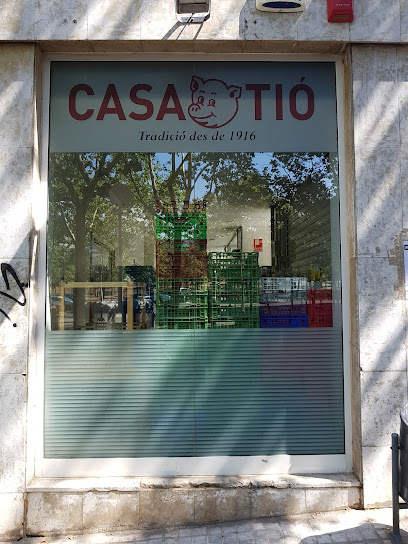 CASA TIÓ
Tradició des de 1916